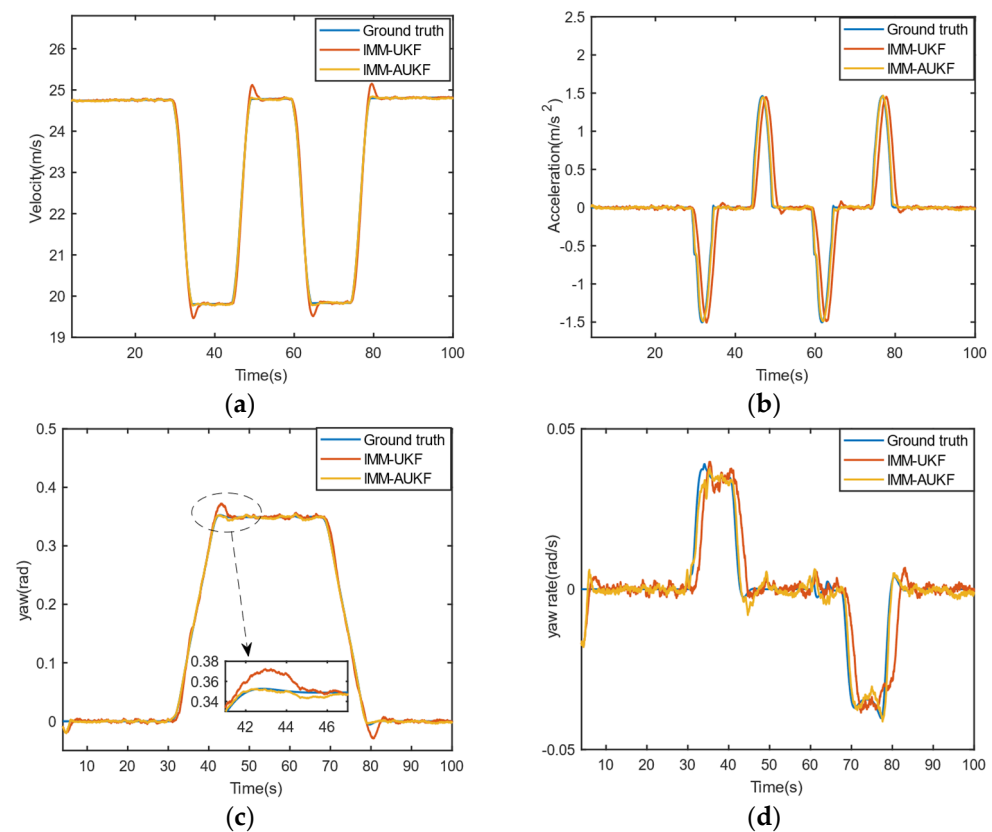 Ground truth
IMM-UKF
IMM-AUKF
26
25
24
23
22
21
20
19
Velocity(m/s)
20 40 60 80 100
Time(s)
(a)
Ground truth
IMM-UKF
IMM-AUKF
2.5
2
1.5
1
0.5
0
-0.5
-1
-1.5
Acceleration(m/s 2)
20 40 60 80 100
Time(s)
(b)
Ground truth
IMM-UKF
IMM-AUKF
0.5
0.4
0.3
0.2
0.1
0
yaw(rad)
0.38
0.36
0.34
42 44 46
10 20 30 40 50 60 70 80 90 100
Time(s)
(c)
Ground truth
IMM-UKF
IMM-AUKF
0.05
0
-0.05
yaw rate(rad/s)
10 20 30 40 50 60 70 80 90 100
Time(s)
(d)